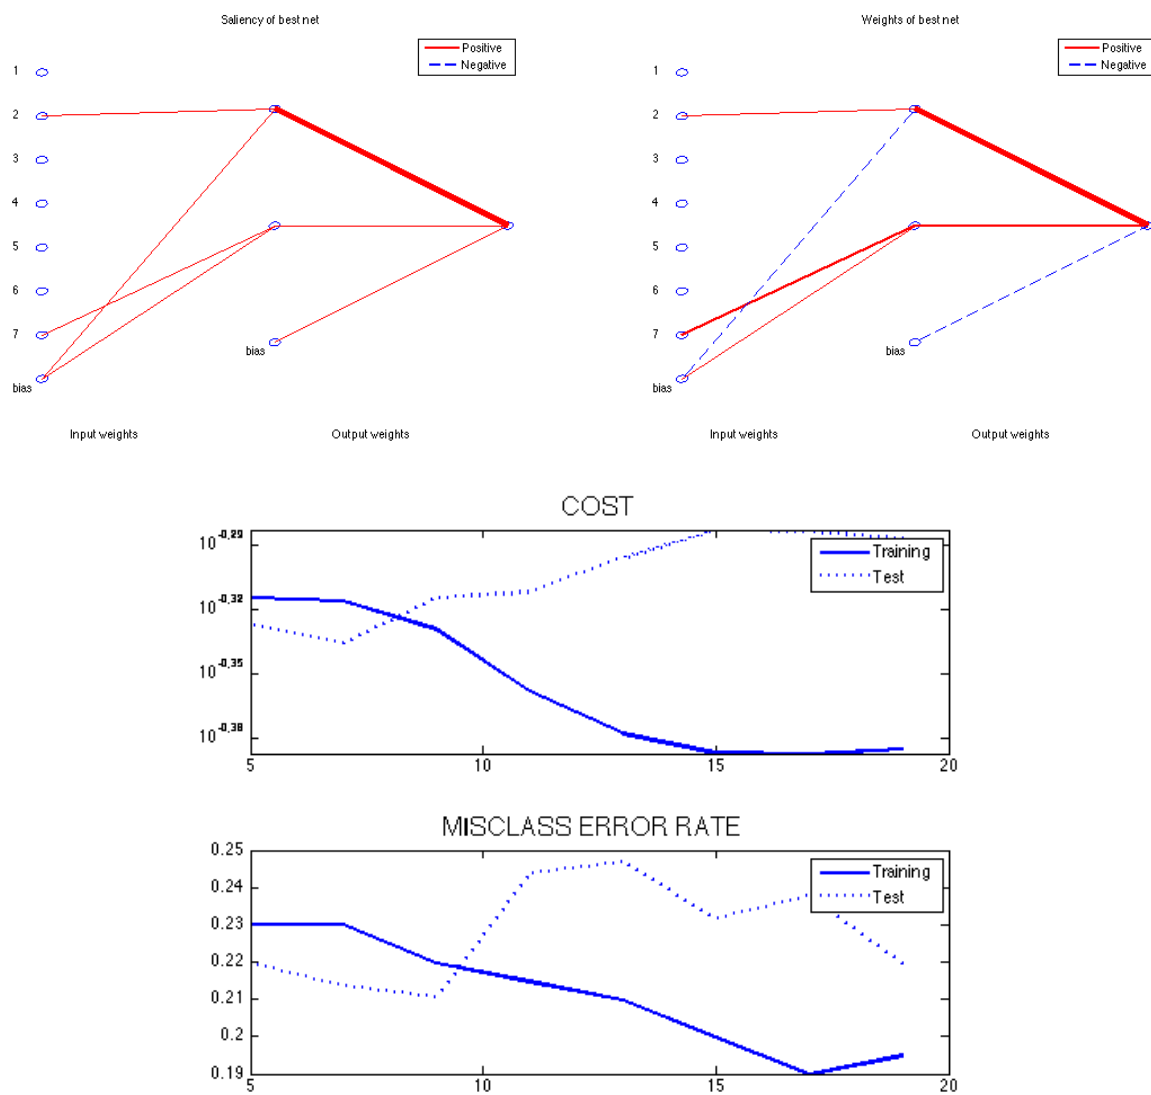 Saliency of best net
Positive
Negative
1
2
3
4
5
6
7
bias
bias
Input weights
Output weights
Weights of best net
Positive
Negative
1
2
3
4
5
6
7
bias
bias
Input weights
Output weights
COST
10^-0,29
10^-0,32
10^-0,35
10^-0,38
Training
Test
5
10
15
20
MISCLASS ERROR RATE
0.25
0.24
0.23
0.22
0.21
0.2
0.19
Training
Test
5
10
15
20